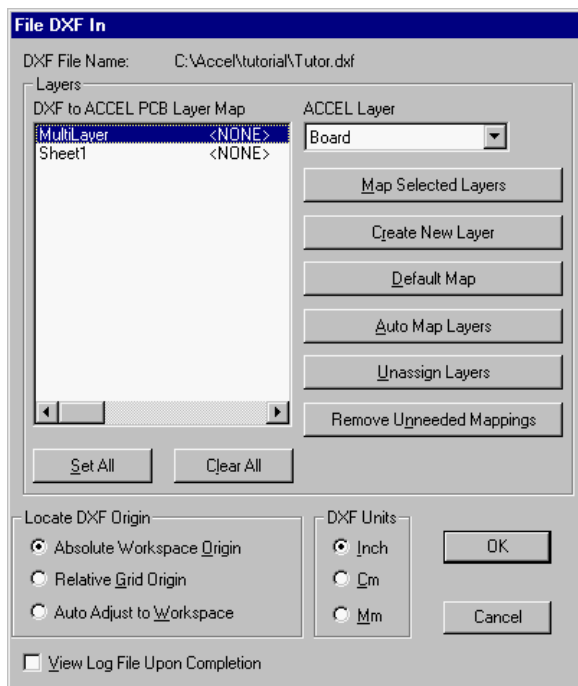 File DXF In
DXF File Name: C:\Accel\tutorial\Tutor.dxf
Layers
DXF to ACCEL PCB Layer Map
MultiLayer <NONE>
Sheet1 <NONE>
Set All
Clear All
ACCEL Layer
Board
Map Selected Layers
Create New Layer
Default Map
Auto Map Layers
Unassign Layers
Remove Unneeded Mappings
Locate DXF Origin
Absolute Workspace Origin
Relative Grid Origin
Auto Adjust to Workspace
DXF Units
Inch
Cm
Mm
OK
Cancel
View Log File Upon Completion